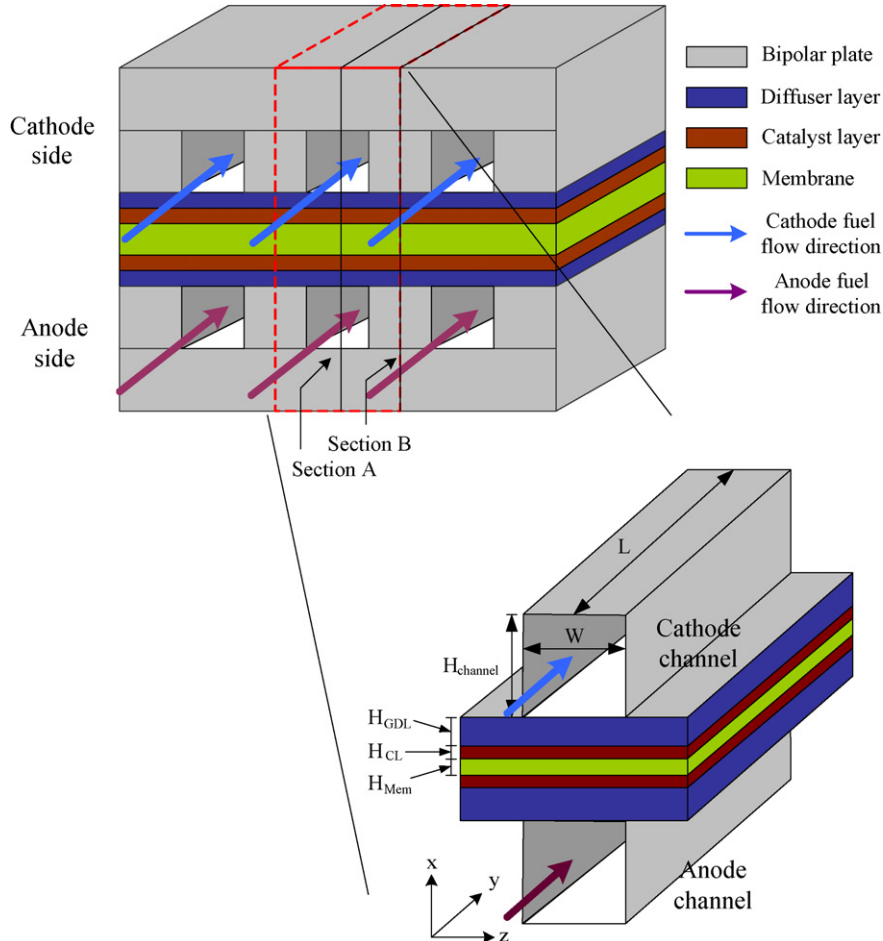 Cathode
side
Anode
side
Bipolar plate
Diffuser layer
Catalyst layer
Membrane
Cathode fuel
flow direction
Anode fuel
flow direction
Section B
Section A
L
W
Cathode
channel
H_channel
H_GDL
H_CL
H_Mem
Anode
channel
x
y
z